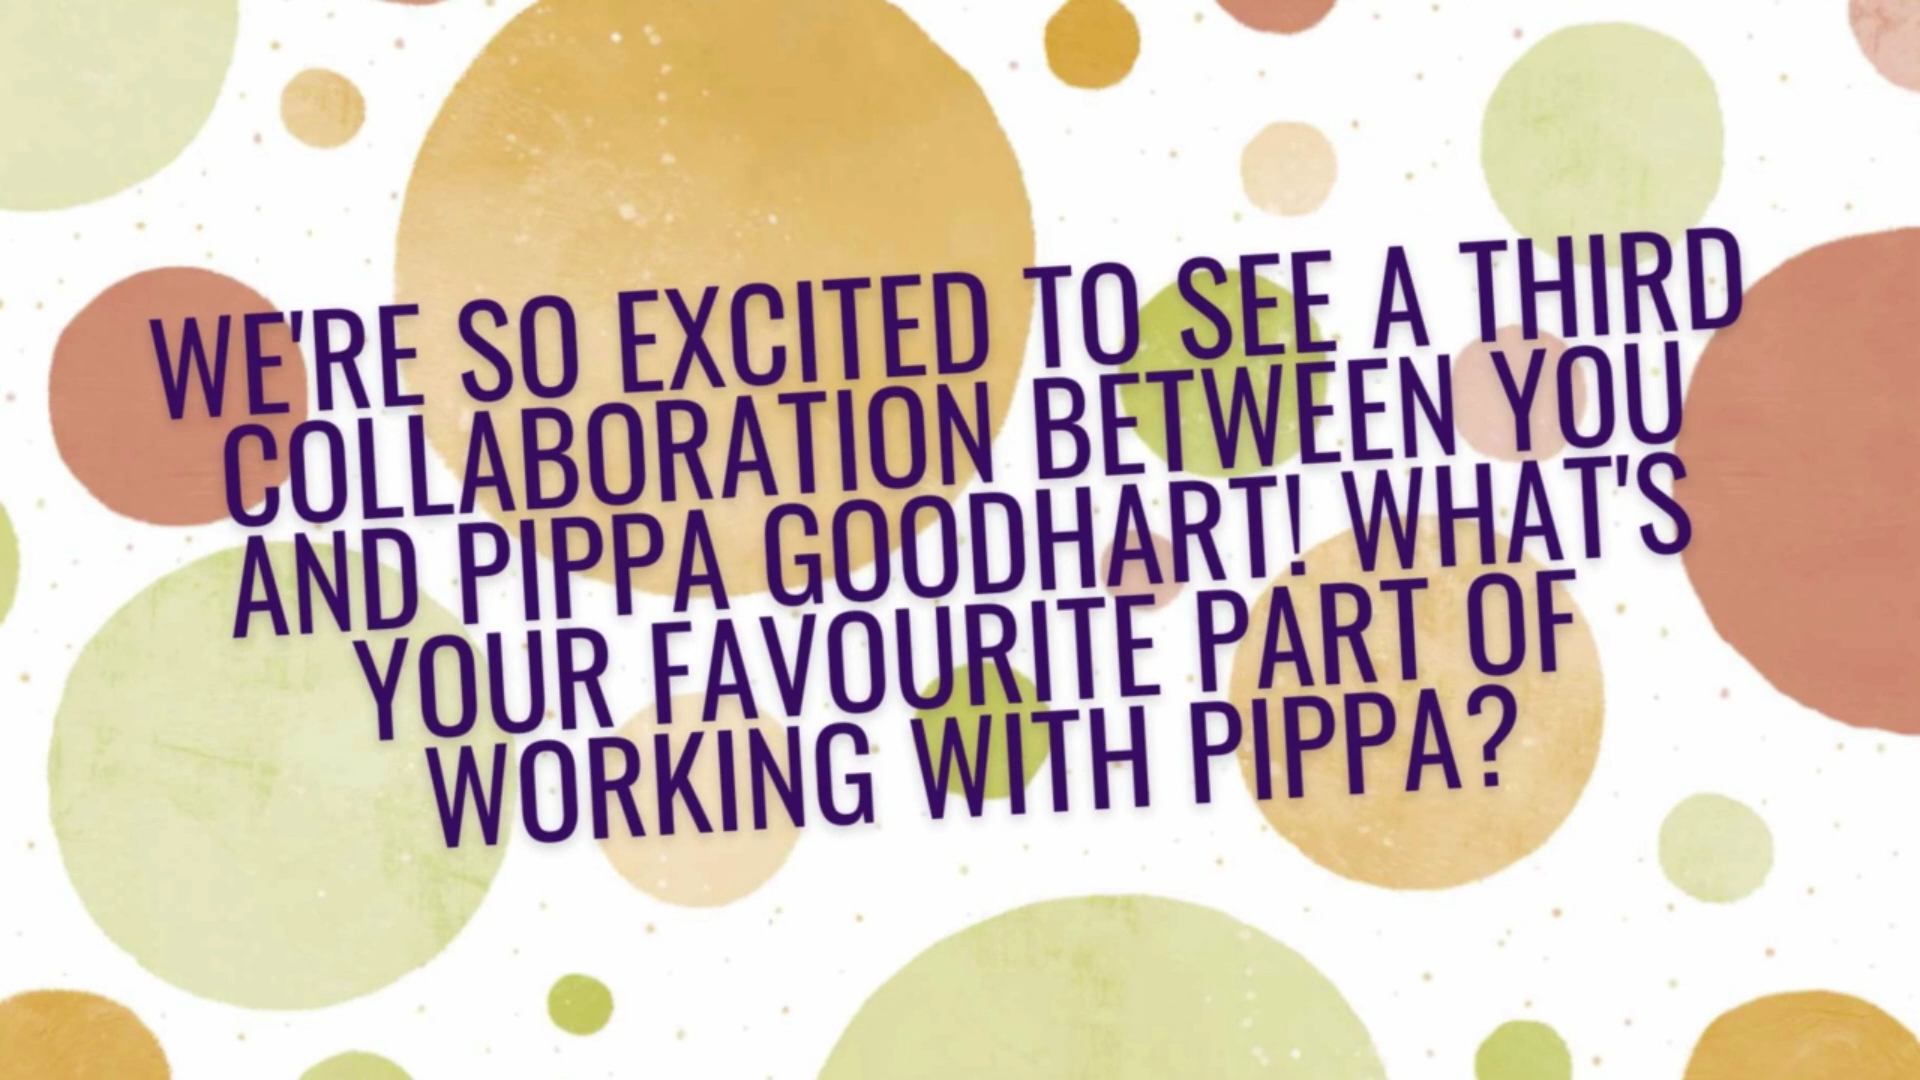 WE'RE SO EXCITED TO SEE A THIRD
COLLABORATION BETWEEN YOU
AND PIPPA GOODHART! WHAT'S
YOUR FAVOURITE PART OF
WORKING WITH PIPPA?